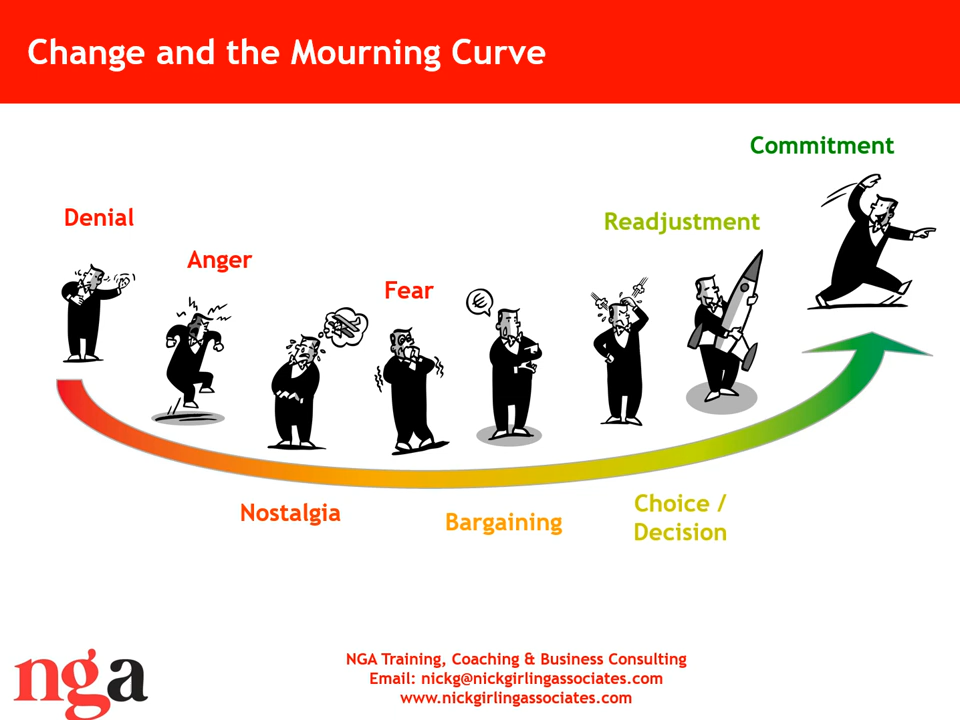 Change and the Mourning Curve
Commitment
Denial
Readjustment
Anger
Fear
€
Nostalgia
Bargaining
Choice /
Decision
nga
NGA Training, Coaching & Business Consulting
Email: nickg@nickgirlingassociates.com
www.nickgirlingassociates.com